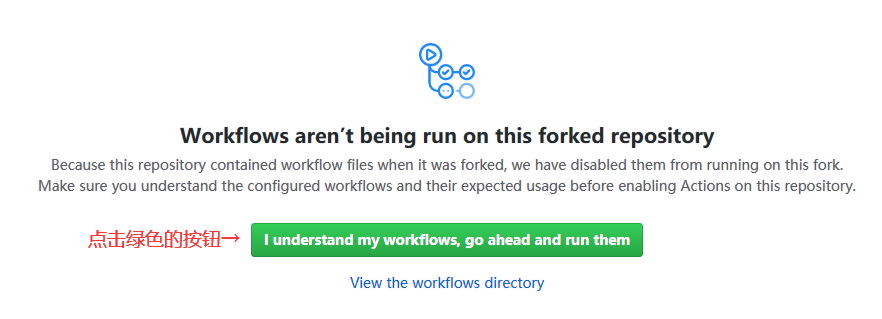 Workflows aren’t being run on this forked repository
Because this repository contained workflow files when it was forked, we have disabled them from running on this fork.
Make sure you understand the configured workflows and their expected usage before enabling Actions on this repository.
点击绿色的按钮→ I understand my workflows, go ahead and run them
View the workflows directory